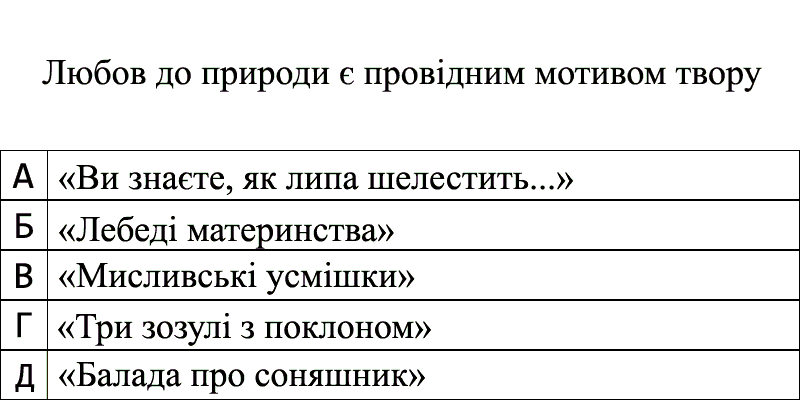 Любов до природи є провідним мотивом твору
А «Ви знаєте, як липа шелестить...»
Б «Лебеді материнства»
В «Мисливські усмішки»
Г «Три зозулі з поклоном»
Д «Балада про соняшник»